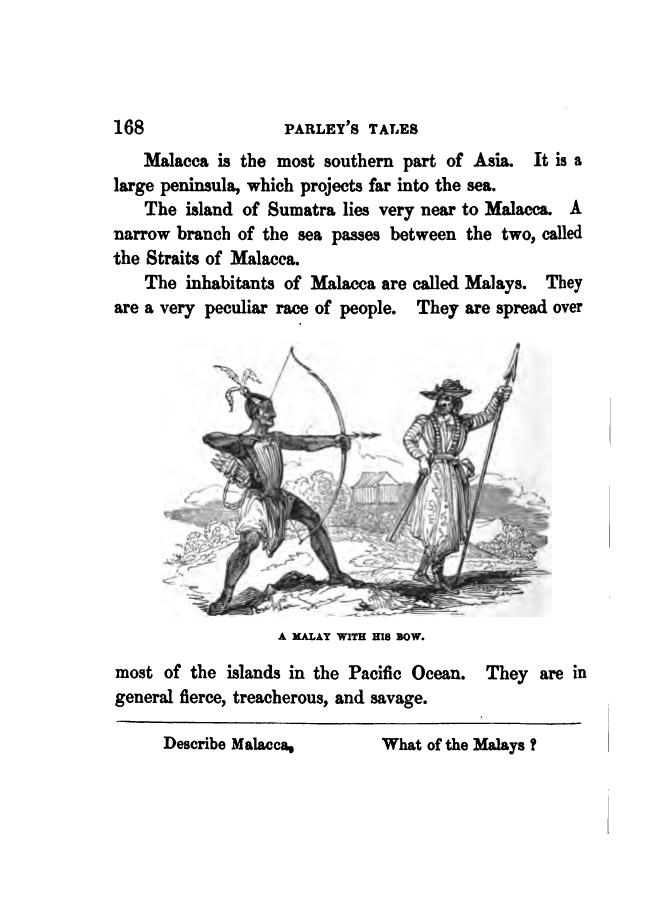 168 PARLEY'S TALES
Malacca is the most southern part of Asia. It is a
large peninsula, which projects far into the sea.
The island of Sumatra lies very near to Malacca. A
narrow branch of the sea passes between the two, called
the Straits of Malacca.
The inhabitants of Malacca are called Malays. They
are a very peculiar race of people. They are spread over
A MALAY WITH HIS BOW.
most of the islands in the Pacific Ocean. They are in
general fierce, treacherous, and savage.
Describe Malacca, What of the Malays ?